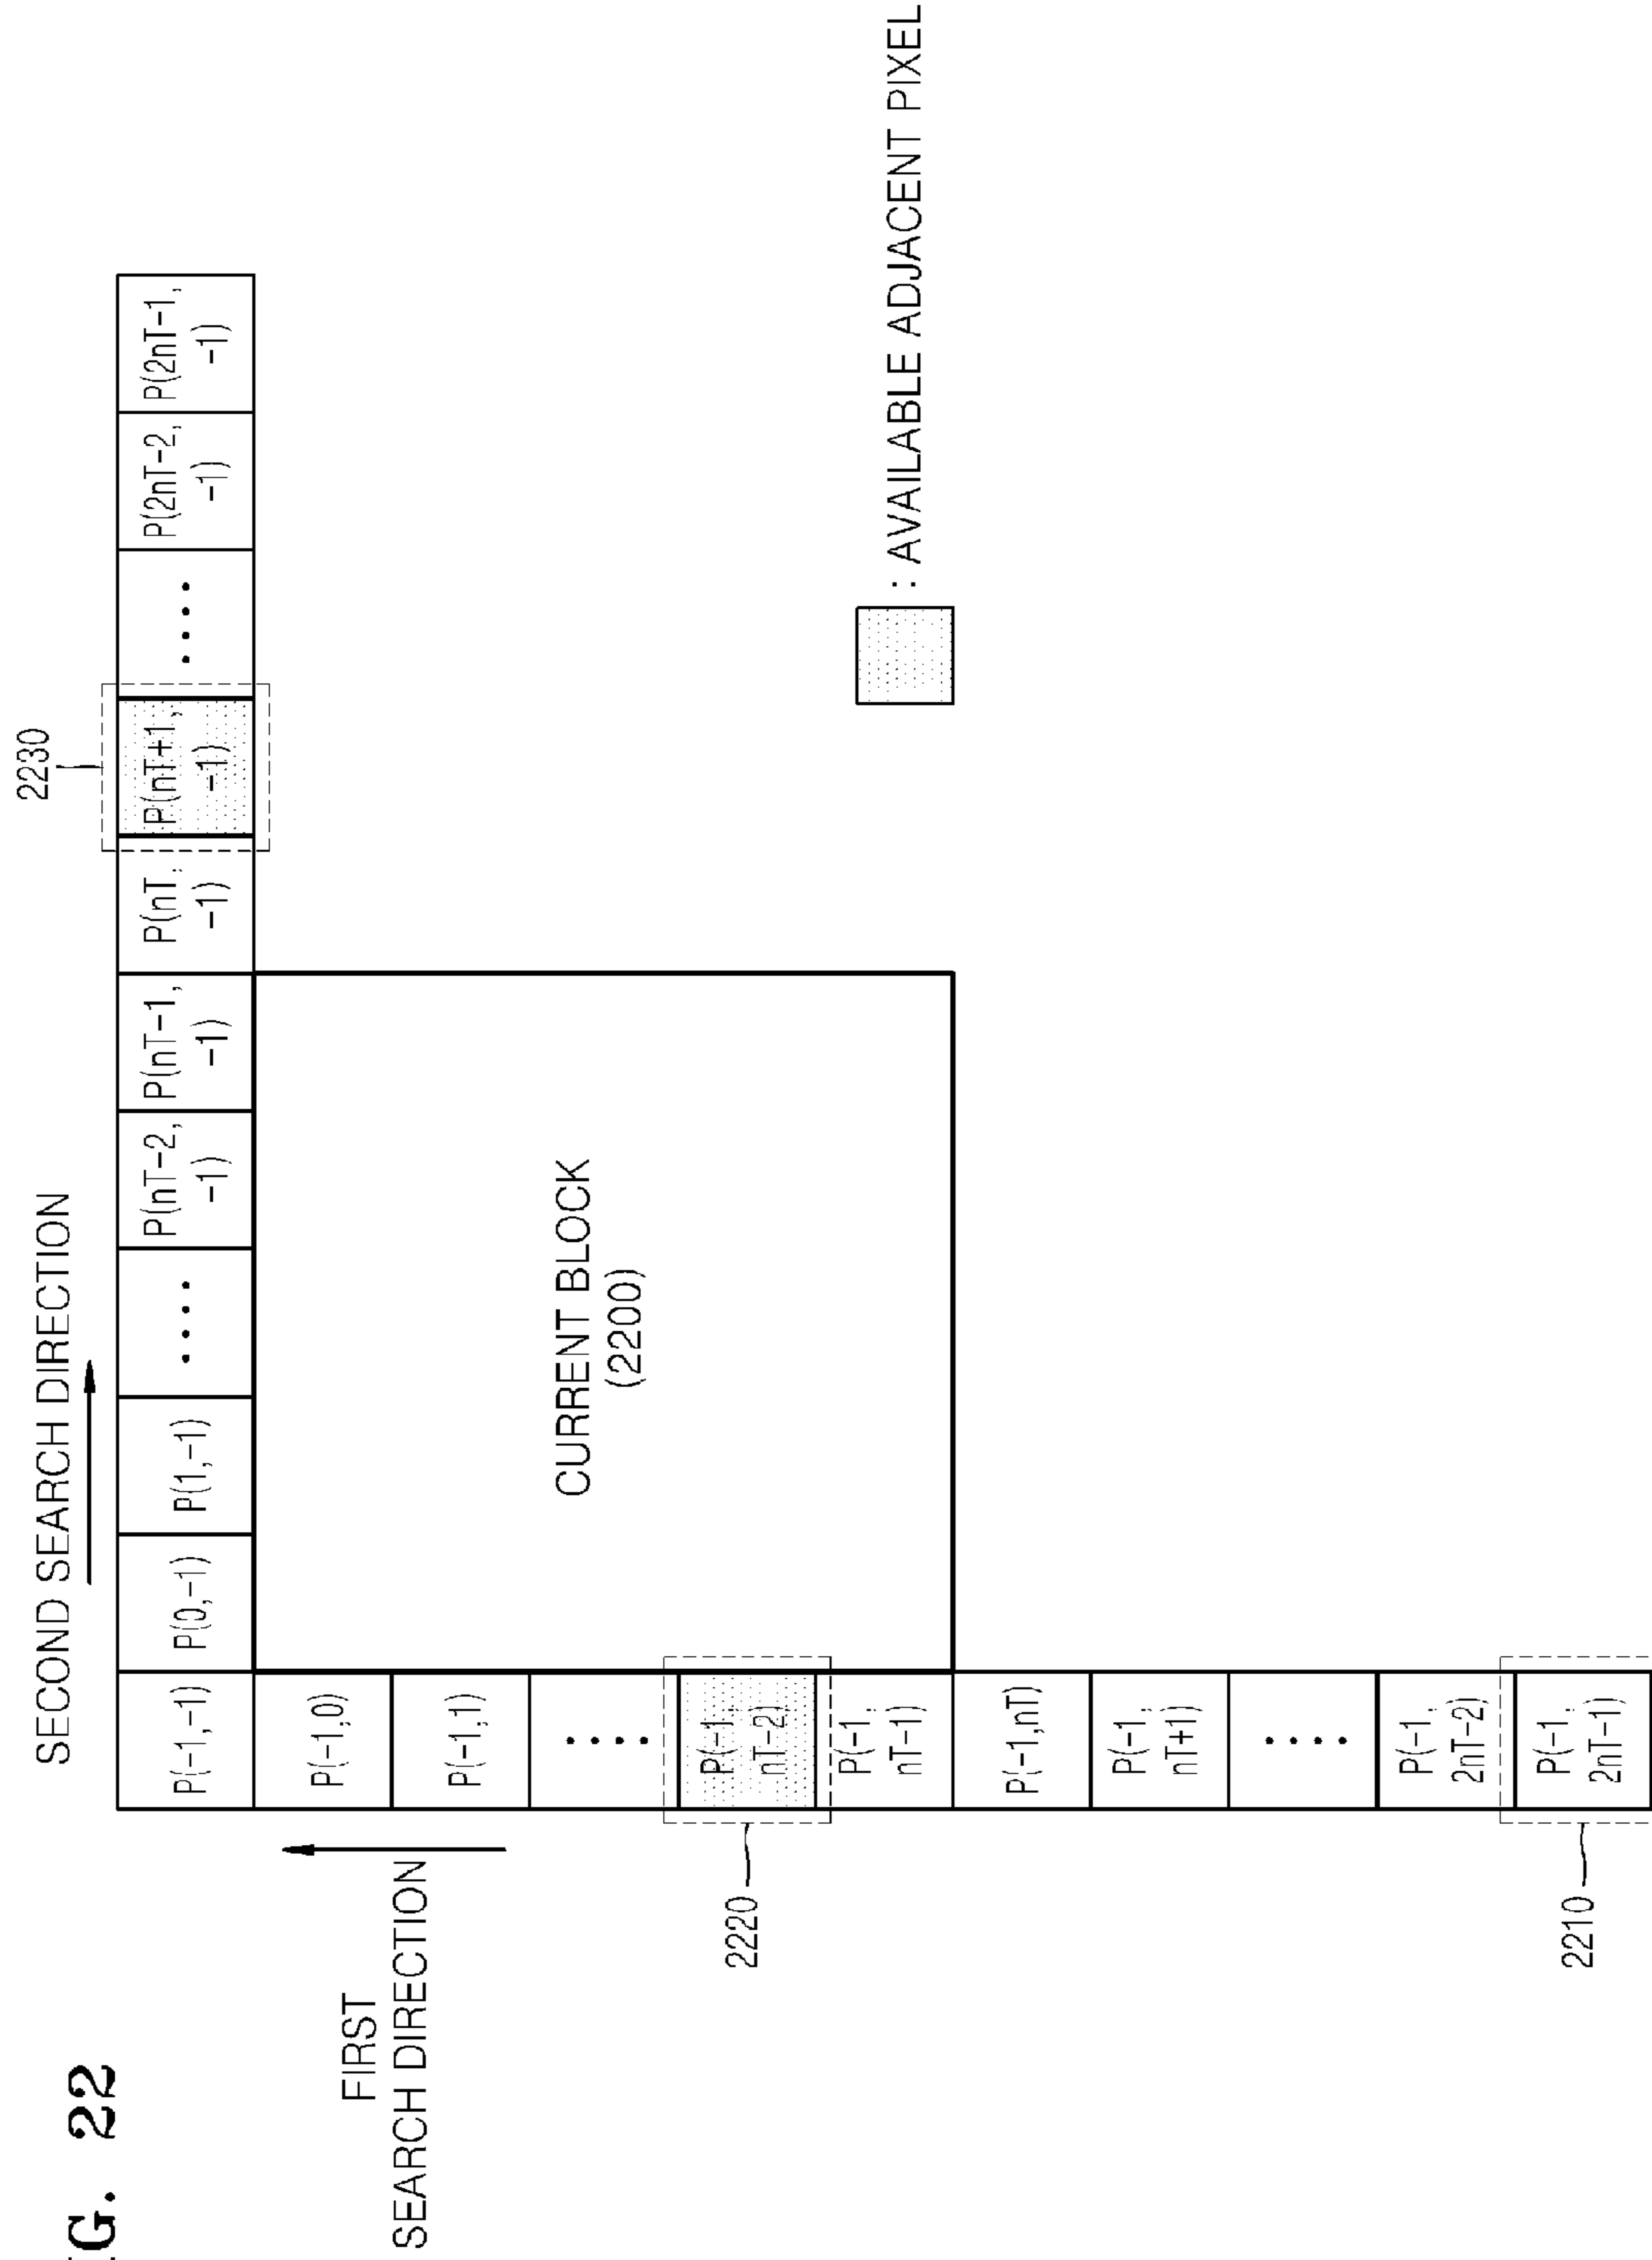 G. 22
2230
SECOND SEARCH DIRECTION
P(-1,-1)
P(0,-1)
P(1,-1)
....
P(nT-2,
-1)
P(nT-1,
-1)
P(nT,
-1)
P(nT+1,
-1)
....
P(2nT-2,
-1)
P(2nT-1,
-1)
FIRST
SEARCH DIRECTION
P(-1,0)
P(-1,1)
....
2220
P(-1,
nT-2)
P(-1,
nT-1)
P(-1,nT)
P(-1,
nT+1)
....
P(-1,
2nT-2)
2210
P(-1,
2nT-1)
CURRENT BLOCK
(2200)
: AVAILABLE ADJACENT PIXEL